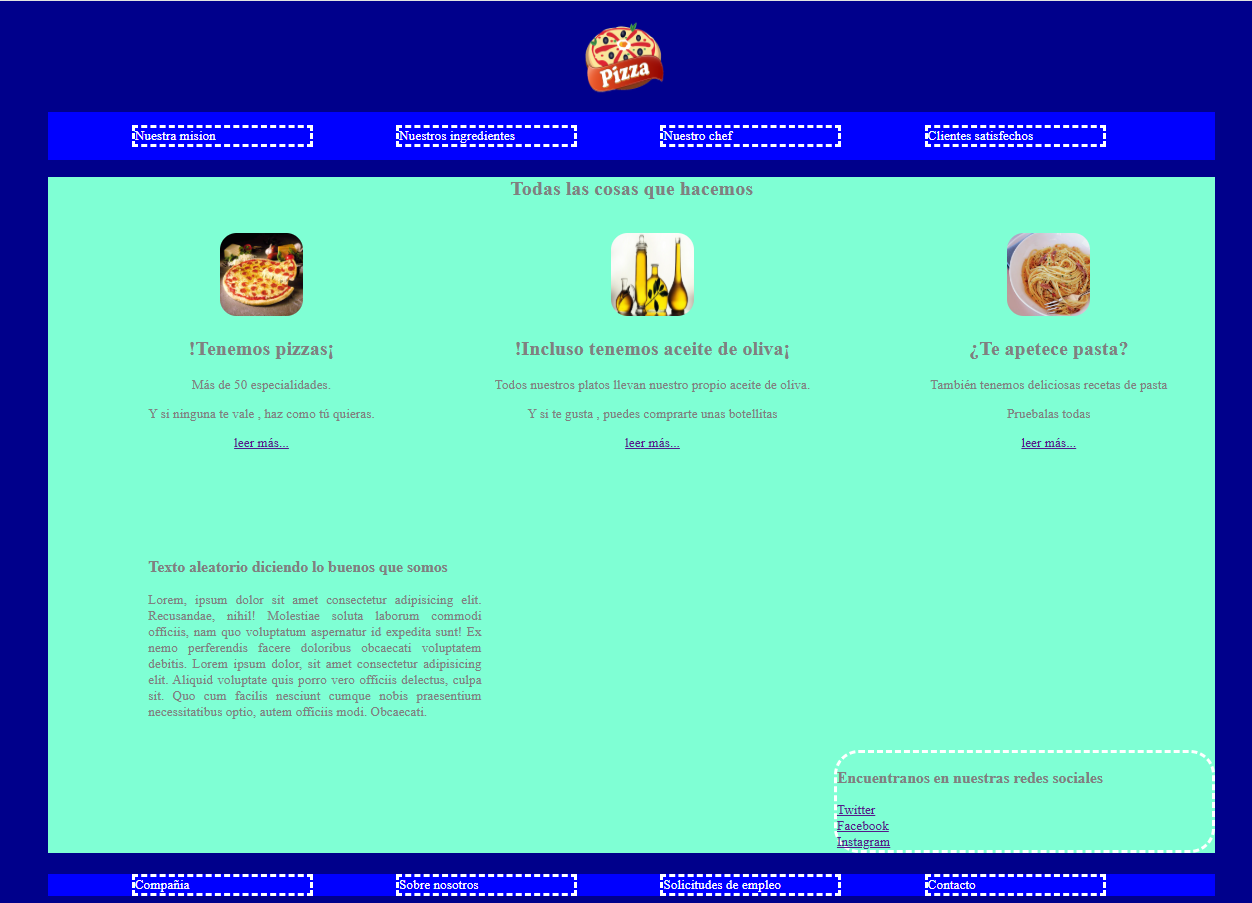 Pizza
Nuestra mision
Nuestros ingredientes
Nuestro chef
Clientes satisfechos
Todas las cosas que hacemos
!Tenemos pizzas¡
Más de 50 especialidades.
Y si ninguna te vale , haz como tú quieras.
leer más...
!Incluso tenemos aceite de oliva¡
Todos nuestros platos llevan nuestro propio aceite de oliva.
Y si te gusta , puedes comprarte unas botellitas
leer más...
¿Te apetece pasta?
También tenemos deliciosas recetas de pasta
Pruebalas todas
leer más...
Texto aleatorio diciendo lo buenos que somos
Lorem, ipsum dolor sit amet consectetur adipisicing elit.
Recusandae, nihil! Molestiae soluta laborum commodi
officiis, nam quo voluptatum aspernatur id expedita sunt! Ex
nemo perferendis facere doloribus obcaecati voluptatem
debitis. Lorem ipsum dolor, sit amet consectetur adipisicing
elit. Aliquid voluptate quis porro vero officiis delectus, culpa
sit. Quo cum facilis nesciunt cumque nobis praesentium
necessitatibus optio, autem officiis modi. Obcaecati.
Encuentranos en nuestras redes sociales
Twitter
Facebook
Instagram
Compañia
Sobre nosotros
Solicitudes de empleo
Contacto